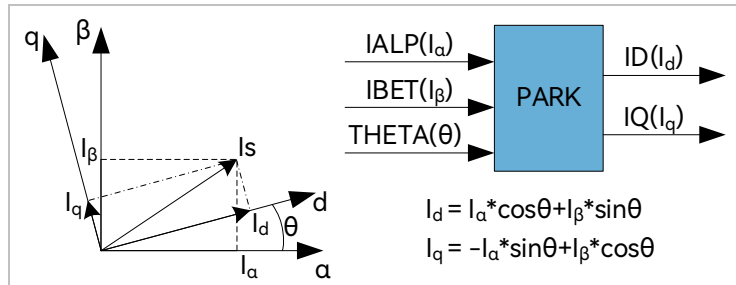 q
β
Iβ
Is
Iq
Id
d
θ
Iα
α
IALP(Iα)
IBET(Iβ)
THETA(θ)
PARK
ID(Id)
IQ(Iq)
Id = Iα*cosθ+Iβ*sinθ
Iq = -Iα*sinθ+Iβ*cosθ